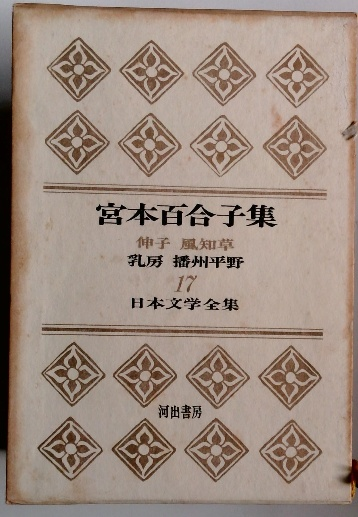 宮本百合子集
伸子 風知草
乳房 播州平野
17
日本文学全集
河出書房